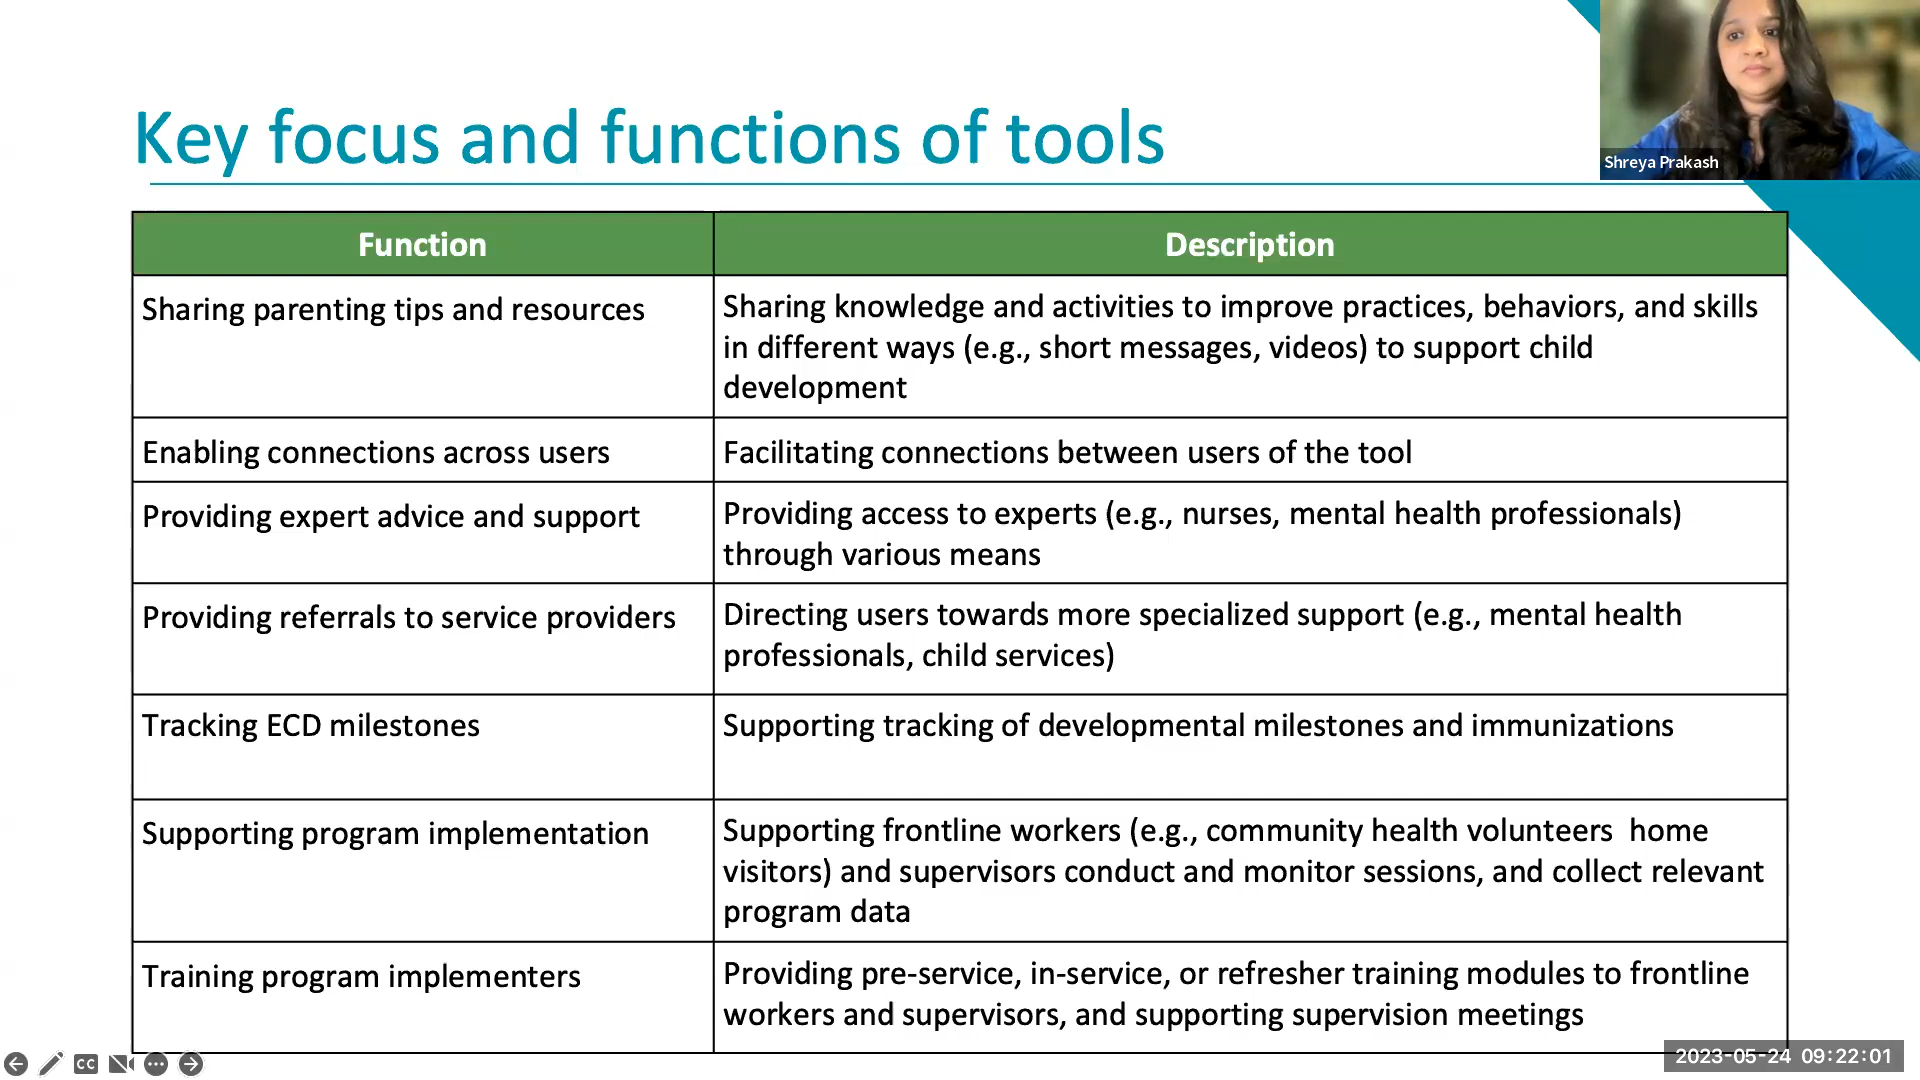 Key focus and functions of tools
Shreya Prakash
Function
Description
Sharing parenting tips and resources
Sharing knowledge and activities to improve practices, behaviors, and skills
in different ways (e.g., short messages, videos) to support child
development
Enabling connections across users
Facilitating connections between users of the tool
Providing expert advice and support
Providing access to experts (e.g., nurses, mental health professionals)
through various means
Providing referrals to service providers
Directing users towards more specialized support (e.g., mental health
professionals, child services)
Tracking ECD milestones
Supporting tracking of developmental milestones and immunizations
Supporting program implementation
Supporting frontline workers (e.g., community health volunteers  home
visitors) and supervisors conduct and monitor sessions, and collect relevant
program data
Training program implementers
Providing pre-service, in-service, or refresher training modules to frontline
workers and supervisors, and supporting supervision meetings
CC
2023-05-24 09:22:01